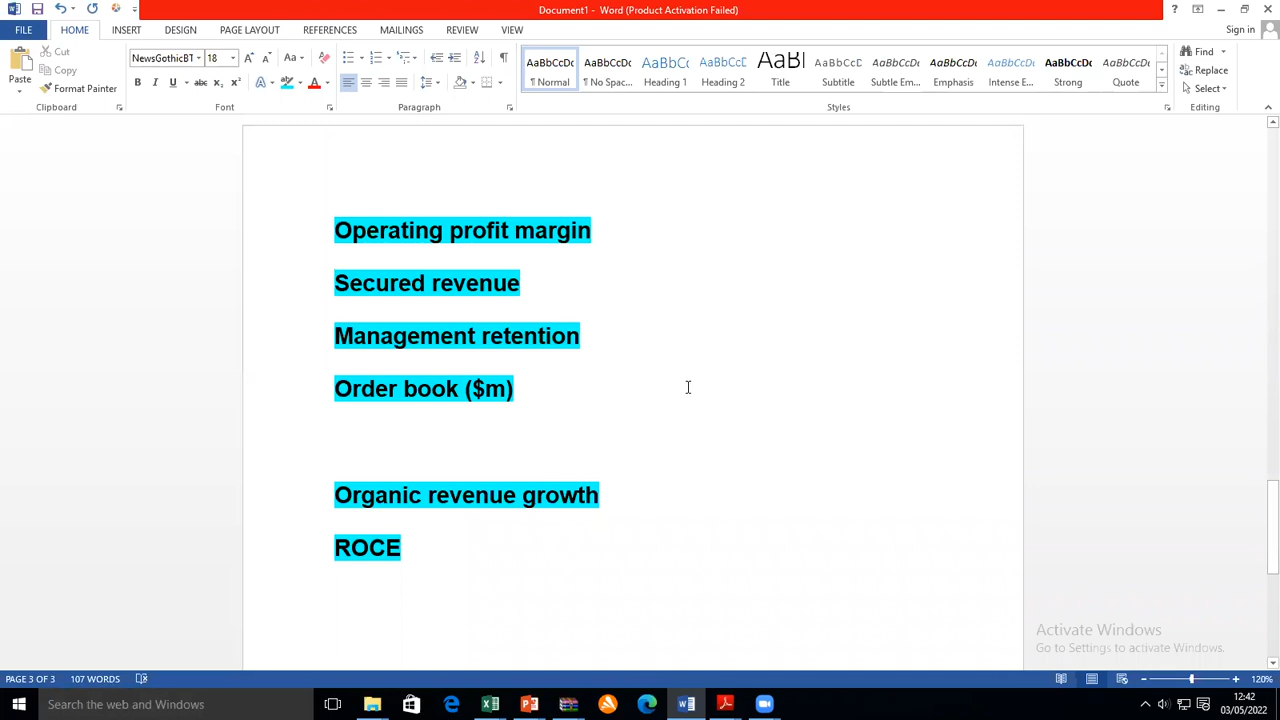 Document1 - Word (Product Activation Failed)
FILE HOME INSERT DESIGN PAGE LAYOUT REFERENCES MAILINGS REVIEW VIEW Sign in
Paste
Cut
Copy
Format Painter
Clipboard
NewsGothicBT 18
Font
Paragraph
AaBbCcDc ¶ Normal
AaBbCcDc ¶ No Spac...
AaBbC( Heading 1
AaBbCcD Heading 2
AaBl Title
AaBbCcD Subtitle
AaBbCcDc Subtle Em...
AaBbCcDc Emphasis
AaBbCcDc Intense E...
AaBbCcDc Strong
AaBbCcDc Quote
Styles
Find
Replace
Select
Editing
Operating profit margin
Secured revenue
Management retention
Order book ($m)
Organic revenue growth
ROCE
Activate Windows
Go to Settings to activate Windows.
PAGE 3 OF 3 107 WORDS 120%
Search the web and Windows
12:42
03/05/2022